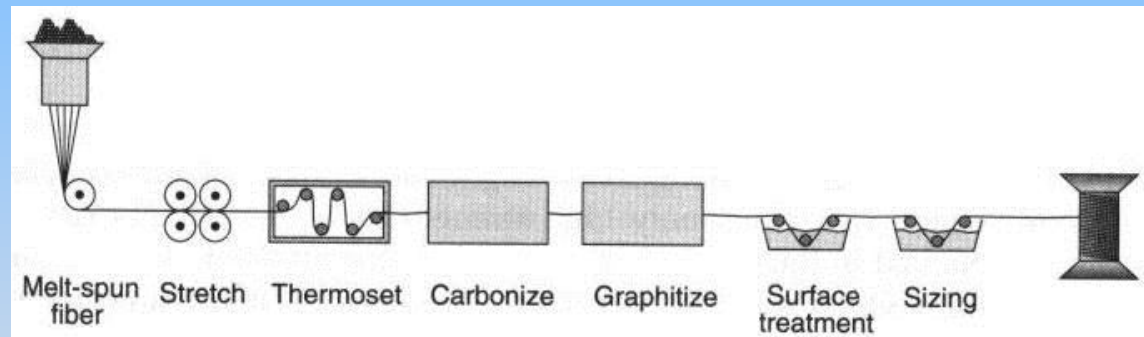 Melt-spun
fiber
Stretch
Thermoset
Carbonize
Graphitize
Surface
treatment
Sizing